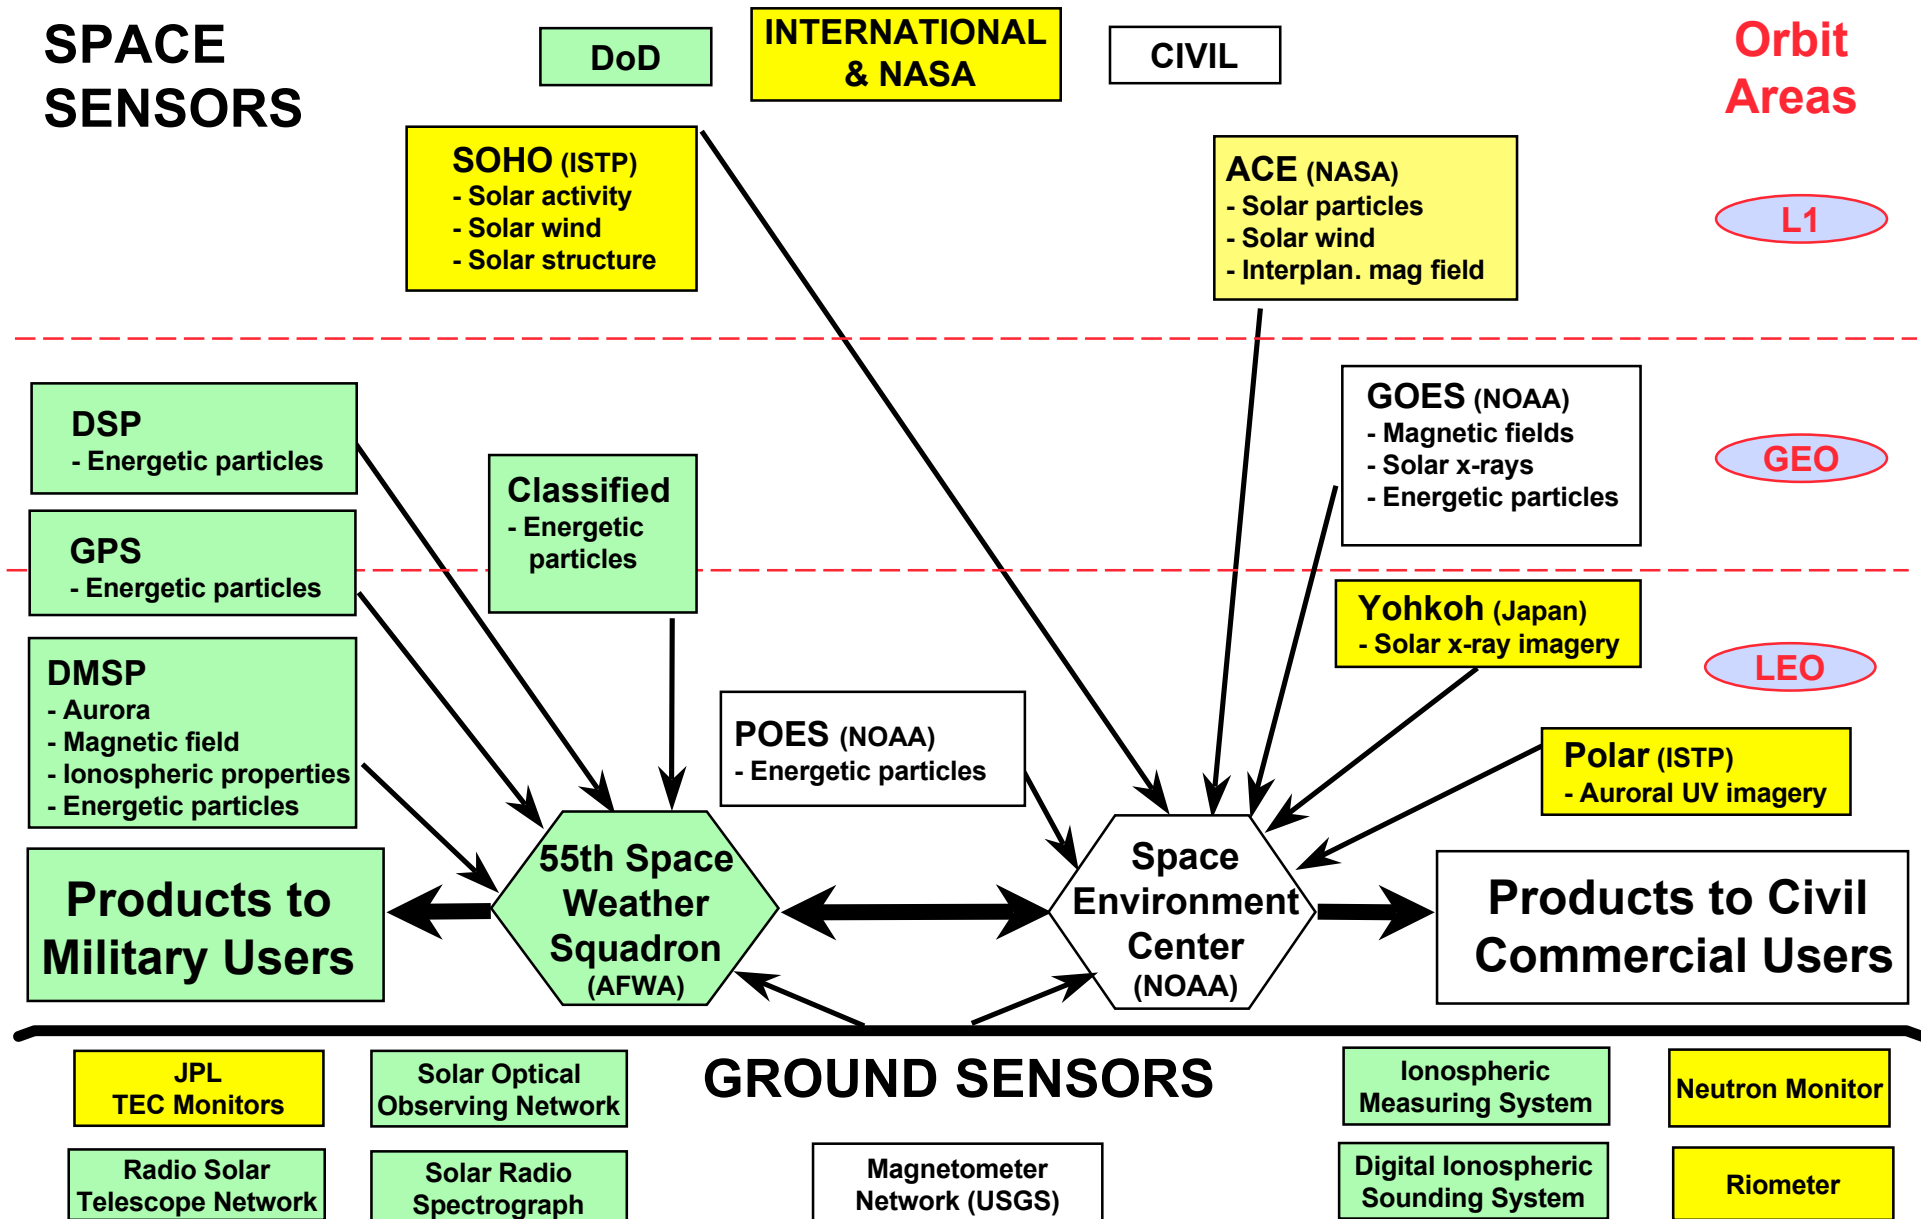 SPACE
SENSORS
DoD
INTERNATIONAL
& NASA
CIVIL
Orbit
Areas
SOHO (ISTP)
- Solar activity
- Solar wind
- Solar structure
ACE (NASA)
- Solar particles
- Solar wind
- Interplan. mag field
L1
DSP
- Energetic particles
Classified
- Energetic
particles
GOES (NOAA)
- Magnetic fields
- Solar x-rays
- Energetic particles
GEO
GPS
- Energetic particles
Yohkoh (Japan)
- Solar x-ray imagery
LEO
DMSP
- Aurora
- Magnetic field
- Ionospheric properties
- Energetic particles
POES (NOAA)
- Energetic particles
Polar (ISTP)
- Auroral UV imagery
Products to
Military Users
55th Space
Weather
Squadron
(AFWA)
Space
Environment
Center
(NOAA)
Products to Civil
Commercial Users
GROUND SENSORS
JPL
TEC Monitors
Solar Optical
Observing Network
Ionospheric
Measuring System
Neutron Monitor
Radio Solar
Telescope Network
Solar Radio
Spectrograph
Magnetometer
Network (USGS)
Digital Ionospheric
Sounding System
Riometer